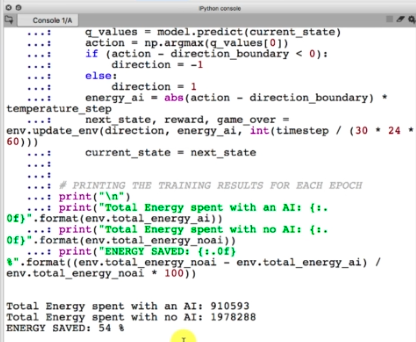 IPython console
Console 1/A
...:     q_values = model.predict(current_state)
...:     action = np.argmax(q_values[0])
...:     if (action - direction_boundary < 0):
...:         direction = -1
...:     else:
...:         direction = 1
...:     energy_ai = abs(action - direction_boundary) *
temperature_step
...:     next_state, reward, game_over =
env.update_env(direction, energy_ai, int(timestep / (30 * 24 *
60)))
...:     current_state = next_state
...:
...:
...: # PRINTING THE TRAINING RESULTS FOR EACH EPOCH
...: print("\n")
...: print("Total Energy spent with an AI: {:.
0f}".format(env.total_energy_ai))
...: print("Total Energy spent with no AI: {:.
0f}".format(env.total_energy_noai))
...: print("ENERGY SAVED: {:.0f}
%".format((env.total_energy_noai - env.total_energy_ai) /
env.total_energy_noai * 100))
Total Energy spent with an AI: 910593
Total Energy spent with no AI: 1978288
ENERGY SAVED: 54 %